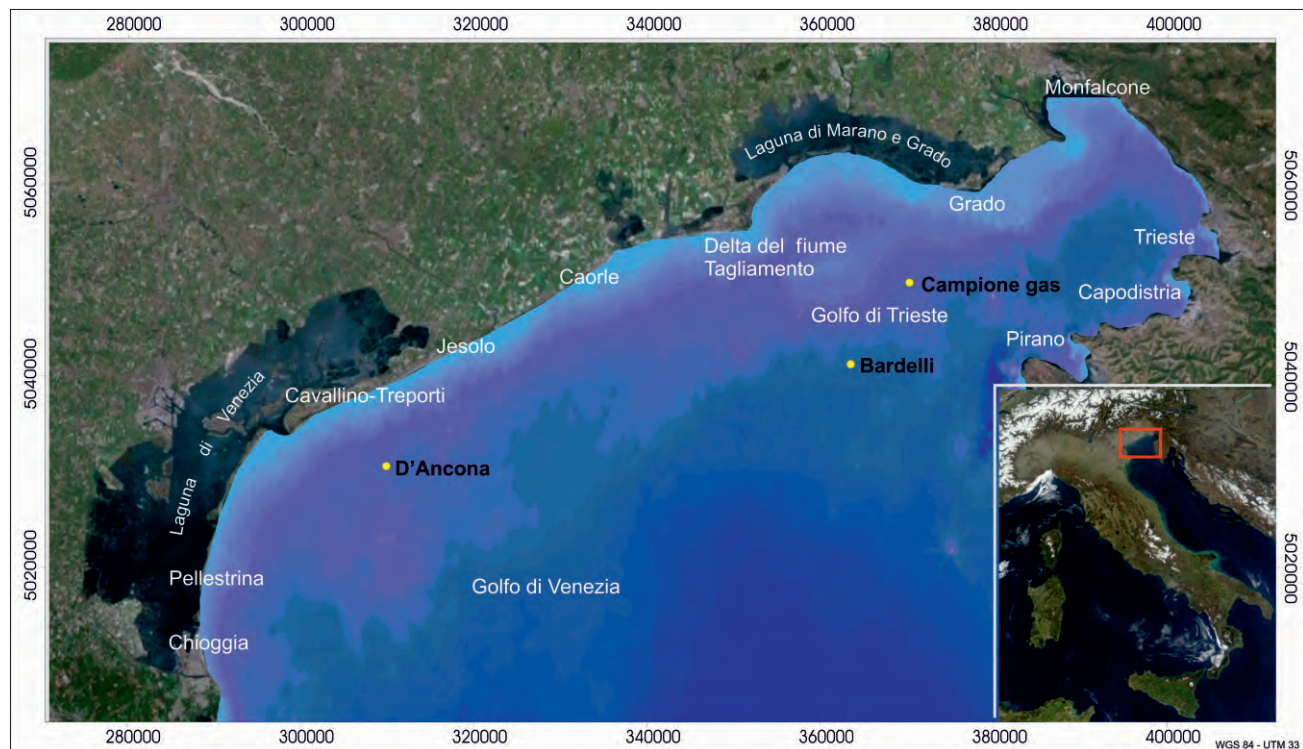 280000 300000 320000 340000 360000 380000 400000
Monfalcone
Laguna di Marano e Grado
5060000
5060000
Grado
Trieste
Delta del fiume
Tagliamento
Caorle
Campione gas
Capodistria
Golfo di Trieste
Pirano
Jesolo
Bardelli
5040000
5040000
Cavallino-Treporti
Laguna di Venezia
D'Ancona
Pellestrina
Golfo di Venezia
5020000
5020000
Chioggia
280000 300000 320000 340000 360000 380000 400000
WGS 84 - UTM 33